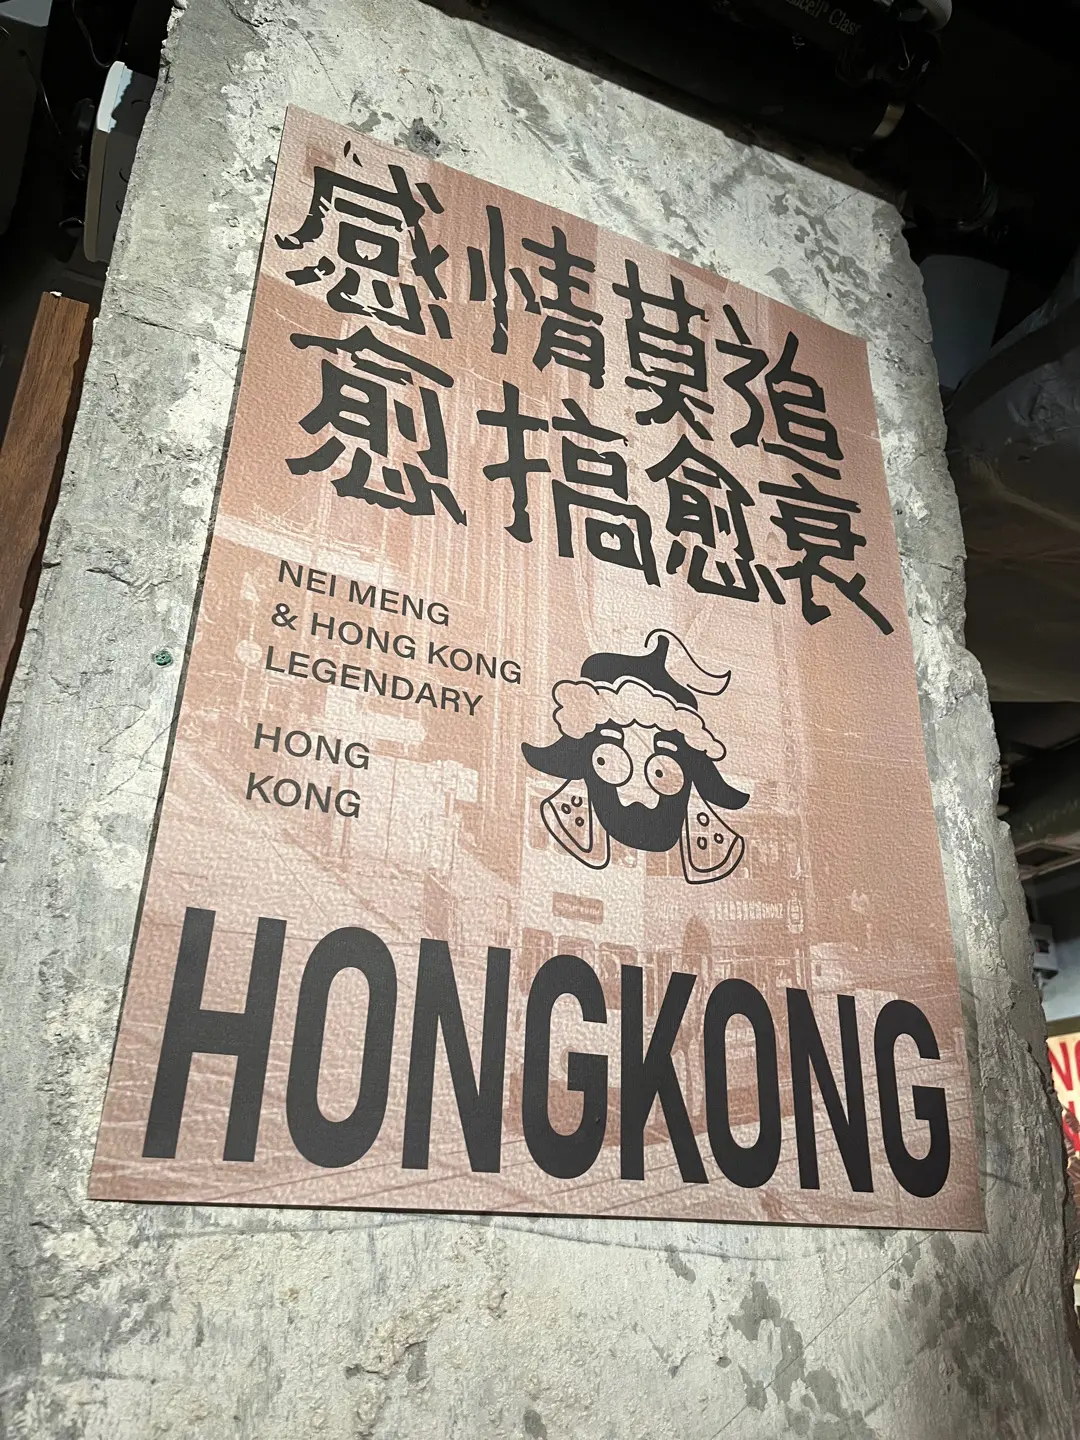 感情莫追
愈搞愈衰
NEI MENG
& HONG KONG
LEGENDARY
HONG
KONG
HONGKONG